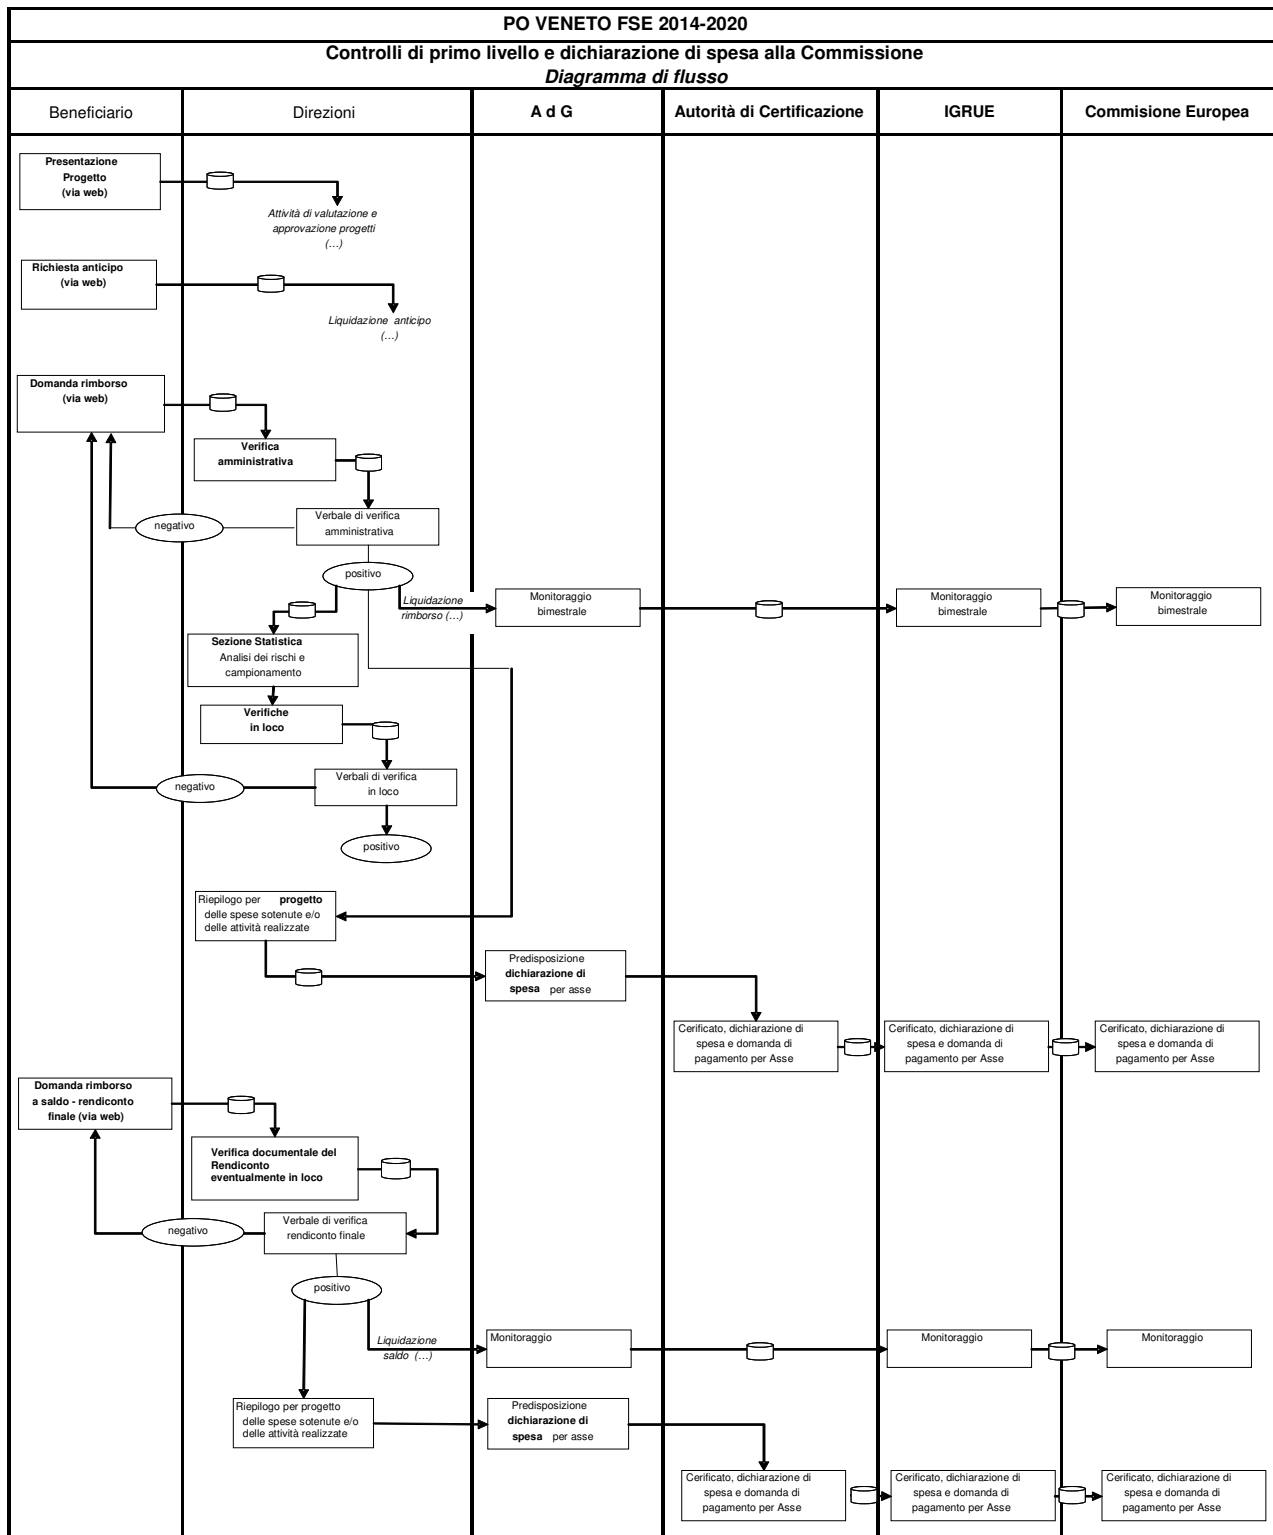 PO VENETO FSE 2014-2020
Controlli di primo livello e dichiarazione di spesa alla Commissione
Diagramma di flusso
Beneficiario
Direzioni
A d G
Autorità di Certificazione
IGRUE
Commisione Europea
Presentazione
Progetto
(via web)
Attività di valutazione e
approvazione progetti
(...)
Richiesta anticipo
(via web)
Liquidazione anticipo
(...)
Domanda rimborso
(via web)
Verifica
amministrativa
Verbale di verifica
amministrativa
negativo
positivo
Liquidazione
rimborso (...)
Monitoraggio
bimestrale
Monitoraggio
bimestrale
Monitoraggio
bimestrale
Sezione Statistica
Analisi dei rischi e
campionamento
Verifiche
in loco
Verbali di verifica
in loco
negativo
positivo
Riepilogo per progetto
delle spese sotenute e/o
delle attività realizzate
Predisposizione
dichiarazione di
spesa per asse
Cerificato, dichiarazione di
spesa e domanda di
pagamento per Asse
Cerificato, dichiarazione di
spesa e domanda di
pagamento per Asse
Cerificato, dichiarazione di
spesa e domanda di
pagamento per Asse
Domanda rimborso
a saldo - rendiconto
finale (via web)
Verifica documentale del
Rendiconto
eventualmente in loco
Verbale di verifica
rendiconto finale
negativo
positivo
Liquidazione
saldo (...)
Monitoraggio
Monitoraggio
Monitoraggio
Riepilogo per progetto
delle spese sotenute e/o
delle attività realizzate
Predisposizione
dichiarazione di
spesa per asse
Cerificato, dichiarazione di
spesa e domanda di
pagamento per Asse
Cerificato, dichiarazione di
spesa e domanda di
pagamento per Asse
Cerificato, dichiarazione di
spesa e domanda di
pagamento per Asse